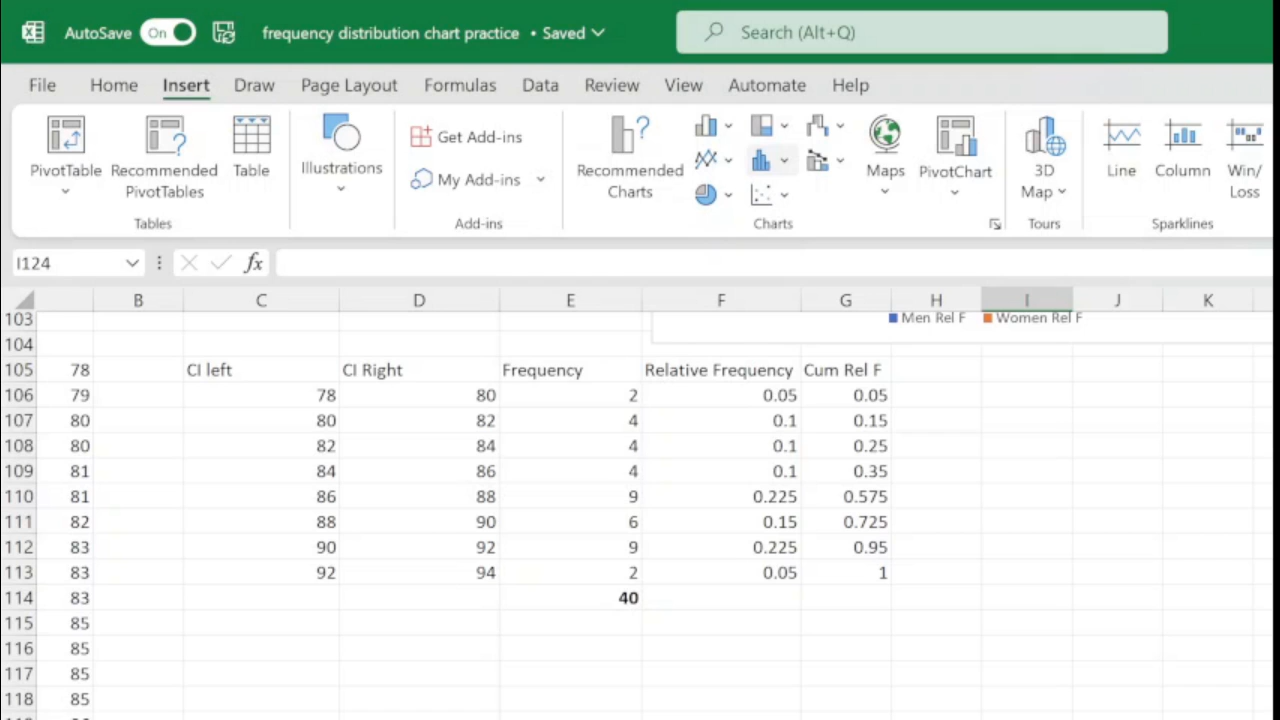 AutoSave On frequency distribution chart practice • Saved Search (Alt+Q)
File Home Insert Draw Page Layout Formulas Data Review View Automate Help
PivotTable Recommended PivotTables Table Illustrations Get Add-ins My Add-ins Recommended Charts Maps PivotChart 3D Map Line Column Win/ Loss
Tables Add-ins Charts Tours Sparklines
I124 fx
B C D E F G H I J K
103 Men Rel F Women Rel F
104
105 78 CI left CI Right Frequency Relative Frequency Cum Rel F
106 79 78 80 2 0.05 0.05
107 80 80 82 4 0.1 0.15
108 80 82 84 4 0.1 0.25
109 81 84 86 4 0.1 0.35
110 81 86 88 9 0.225 0.575
111 82 88 90 6 0.15 0.725
112 83 90 92 9 0.225 0.95
113 83 92 94 2 0.05 1
114 83 40
115 85
116 85
117 85
118 85